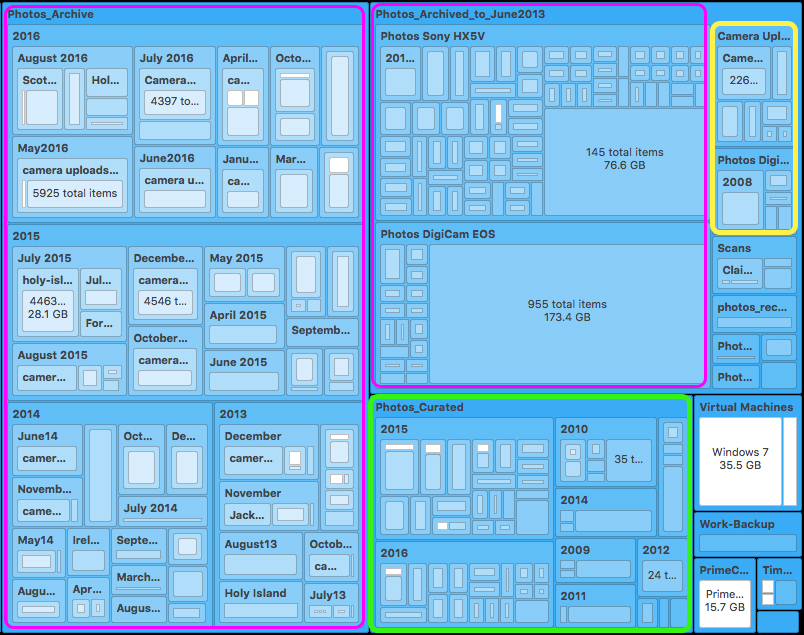 Photos_Archive
2016
August 2016
Scot...
Hol...
July 2016
Camera...
4397 to...
April...
ca...
Octo...
May2016
camera uploads...
5925 total items
June2016
camera u...
Janu...
ca...
Mar...
2015
July 2015
holy-isl...
4463...
28.1 GB
Jul...
For...
Decembe...
camera...
4546 t...
May 2015
April 2015
Septemb...
August 2015
camer...
October...
camera...
June 2015
2014
June14
camer...
Novemb...
came...
Oct...
De...
July 2014
May14
Irel...
Septe...
Augu...
Apr...
March...
Augus...
2013
December
camer...
November
Jack...
August13
Octob...
ca...
Holy Island
July13
Photos_Archived_to_June2013
Photos Sony HX5V
201...
145 total items
76.6 GB
Photos DigiCam EOS
955 total items
173.4 GB
Camera Upl...
Came...
226...
Photos Digi...
2008
Scans
Clai...
photos_rec...
Phot...
Phot...
Photos_Curated
2015
2010
35 t...
2014
2016
2009
2012
24 t...
2011
Virtual Machines
Windows 7
35.5 GB
Work-Backup
PrimeC...
Prime...
15.7 GB
Tim...